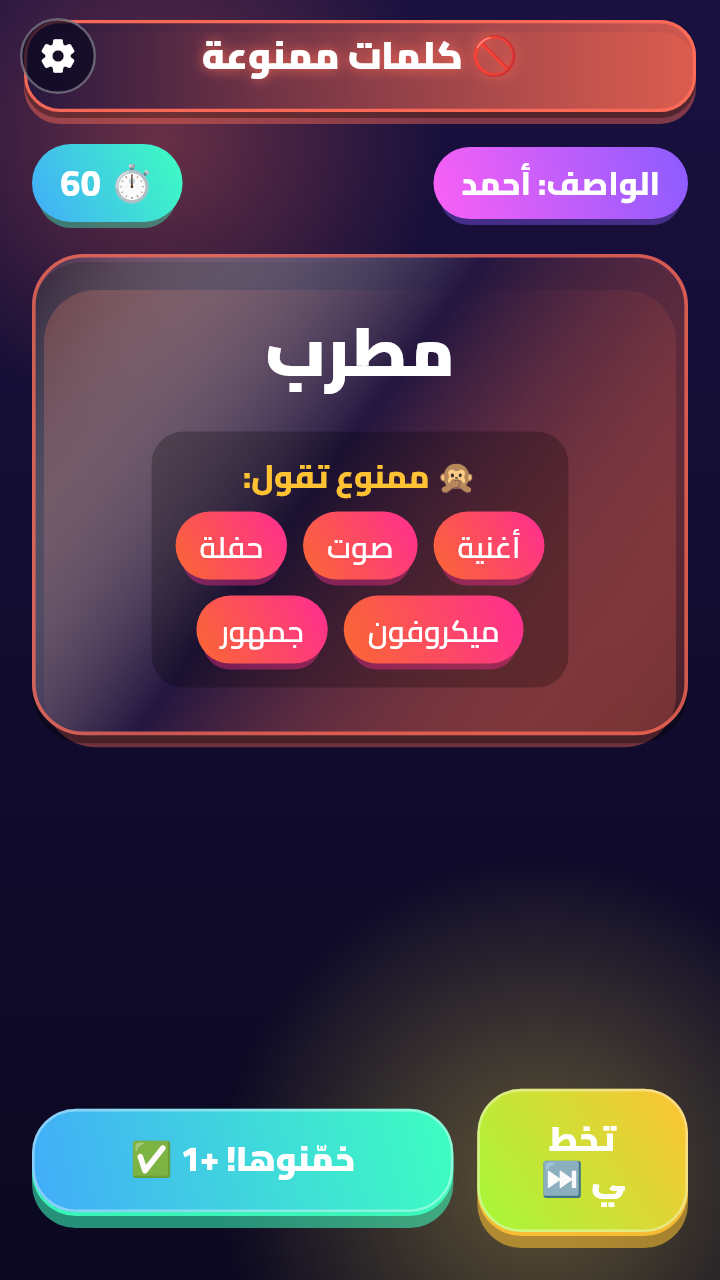 🚫 كلمات ممنوعة
الواصف: أحمد
⏱️ 60
مطرب
🙊 ممنوع تقول:
أغنية صوت حفلة
ميكروفون جمهور
تخط
ي ⏭️
خمّنوها! +1 ✅